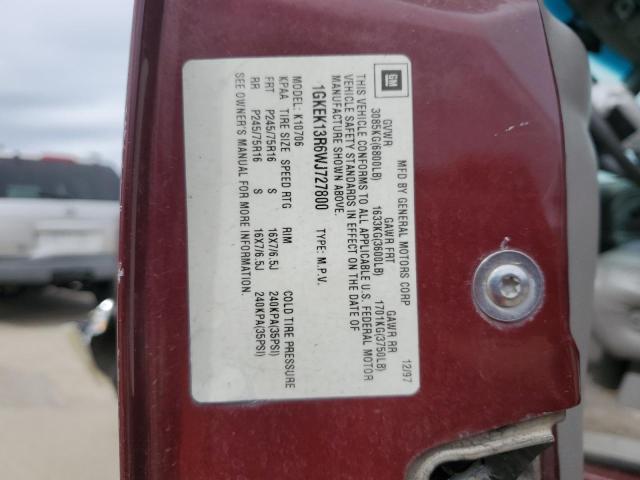 GM
MFD BY GENERAL MOTORS CORP 12/97
GVWR GAWR FRT GAWR RR
3085KG(6800LB) 1633KG(3600LB) 1701KG(3750LB)
THIS VEHICLE CONFORMS TO ALL APPLICABLE U.S. FEDERAL MOTOR
VEHICLE SAFETY STANDARDS IN EFFECT ON THE DATE OF
MANUFACTURE SHOWN ABOVE.
1GKEK13R6WJ727800 TYPE: M.P.V.
MODEL: K10706
KPAA TIRE SIZE SPEED RTG RIM COLD TIRE PRESSURE
FRT P245/75R16 S 16X7/6.5J 240KPA(35PSI)
RR P245/75R16 S 16X7/6.5J 240KPA(35PSI)
SEE OWNER'S MANUAL FOR MORE INFORMATION.